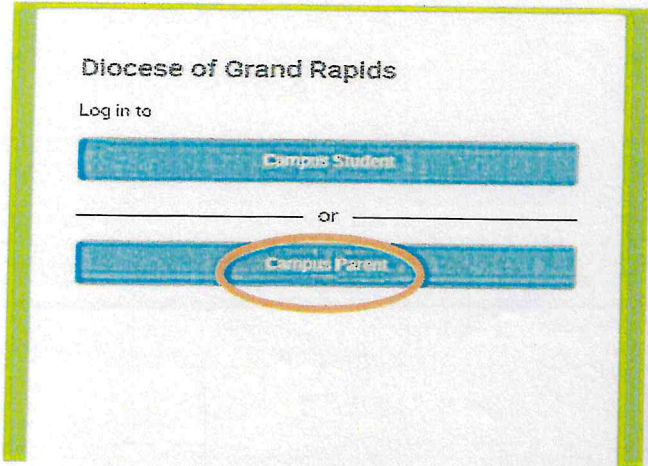 Diocese of Grand Rapids
Log in to
Campus Student
or
Campus Parent